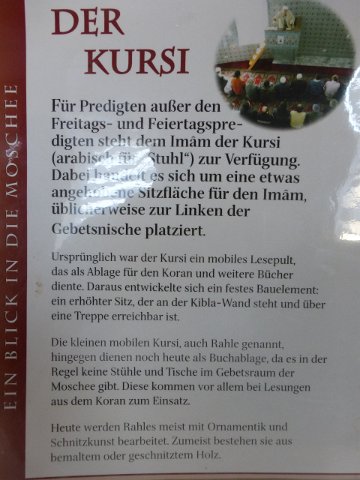 EIN BLICK IN DIE MOSCHEE
DER
KURSI
Für Predigten außer den
Freitags- und Feiertagspre-
digten steht dem Imâm der Kursi
(arabisch für „Stuhl“) zur Verfügung.
Dabei handelt es sich um eine etwas
angehobene Sitzfläche für den Imâm,
üblicherweise zur Linken der
Gebetsnische platziert.
Ursprünglich war der Kursi ein mobiles Lesepult,
das als Ablage für den Koran und weitere Bücher
diente. Daraus entwickelte sich ein festes Bauelement:
ein erhöhter Sitz, der an der Kibla-Wand steht und über
eine Treppe erreichbar ist.
Die kleinen mobilen Kursi, auch Rahle genannt,
hingegen dienen noch heute als Buchablage, da es in der
Regel keine Stühle und Tische im Gebetsraum der
Moschee gibt. Diese kommen vor allem bei Lesungen
aus dem Koran zum Einsatz.
Heute werden Rahles meist mit Ornamentik und
Schnitzkunst bearbeitet. Zumeist bestehen sie aus
bemaltem oder geschnitztem Holz.